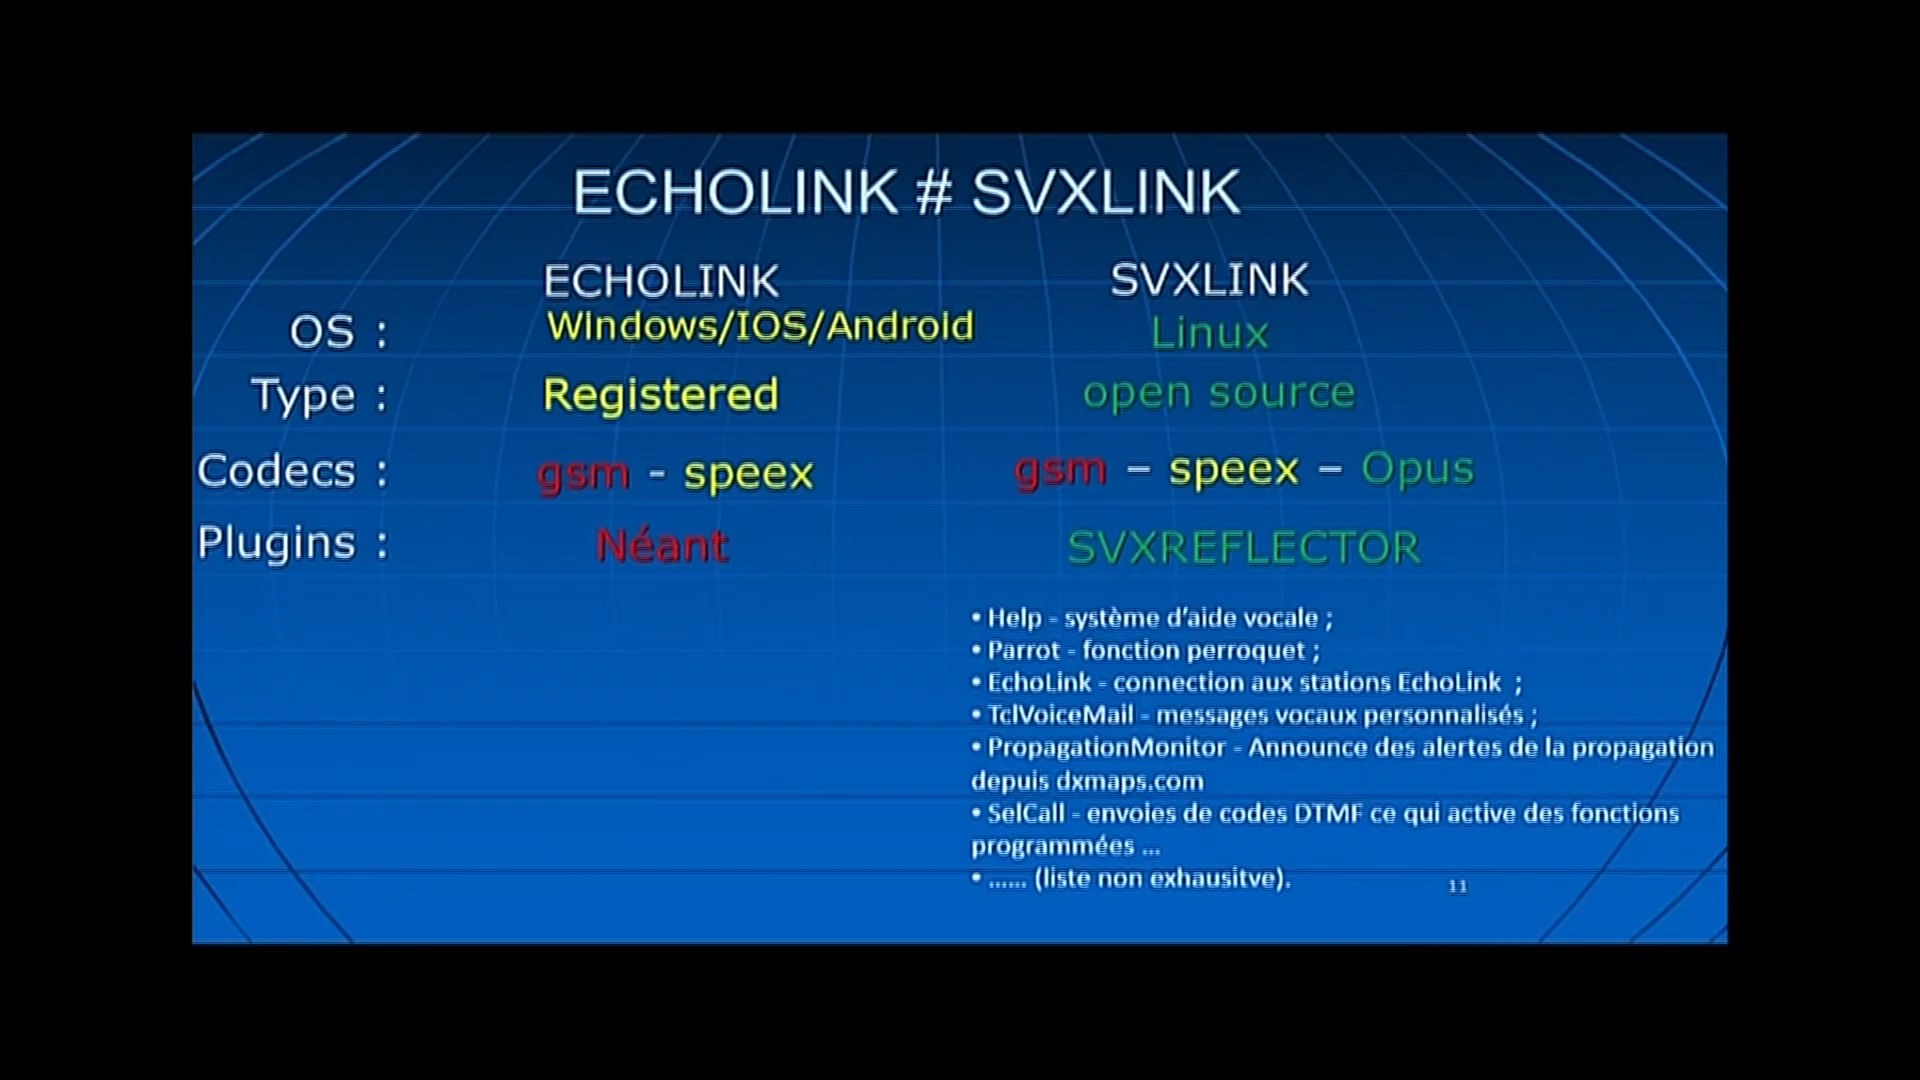 ECHOLINK # SVXLINK
ECHOLINK SVXLINK
OS : Windows/IOS/Android Linux
Type : Registered open source
Codecs : gsm - speex gsm – speex – Opus
Plugins : Néant SVXREFLECTOR
• Help - système d'aide vocale ;
• Parrot - fonction perroquet ;
• EchoLink - connection aux stations EchoLink ;
• TclVoiceMail - messages vocaux personnalisés ;
• PropagationMonitor - Announce des alertes de la propagation
depuis dxmaps.com
• SelCall - envoies de codes DTMF ce qui active des fonctions
programmées ...
• ...... (liste non exhausitve).
11